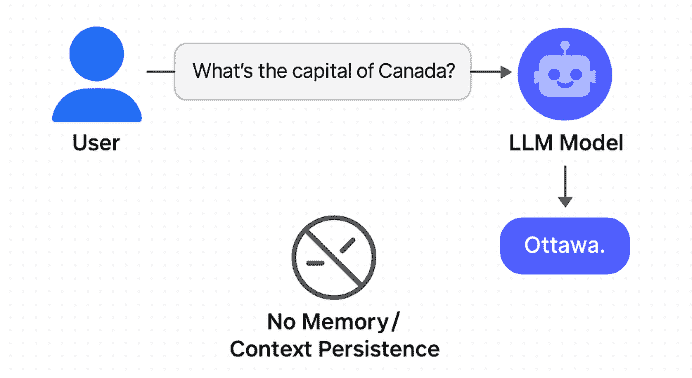 What's the capital of Canada?
User
LLM Model
Ottawa.
No Memory/
Context Persistence